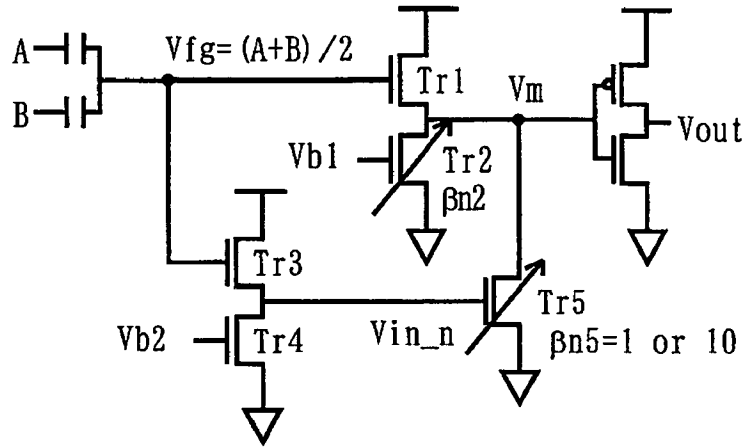 A
Vfg=(A+B)/2
B
Tr1
Vm
Vout
Vb1
Tr2
βn2
Tr3
Tr5
Vb2
Tr4
Vin_n
βn5=1 or 10